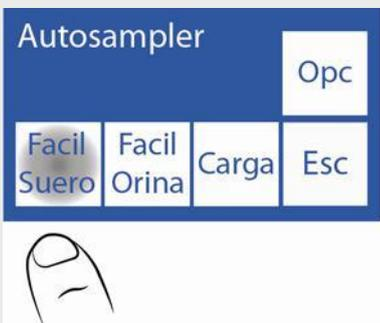 Autosampler
Opc
Facil Suero
Facil Orina
Carga
Esc